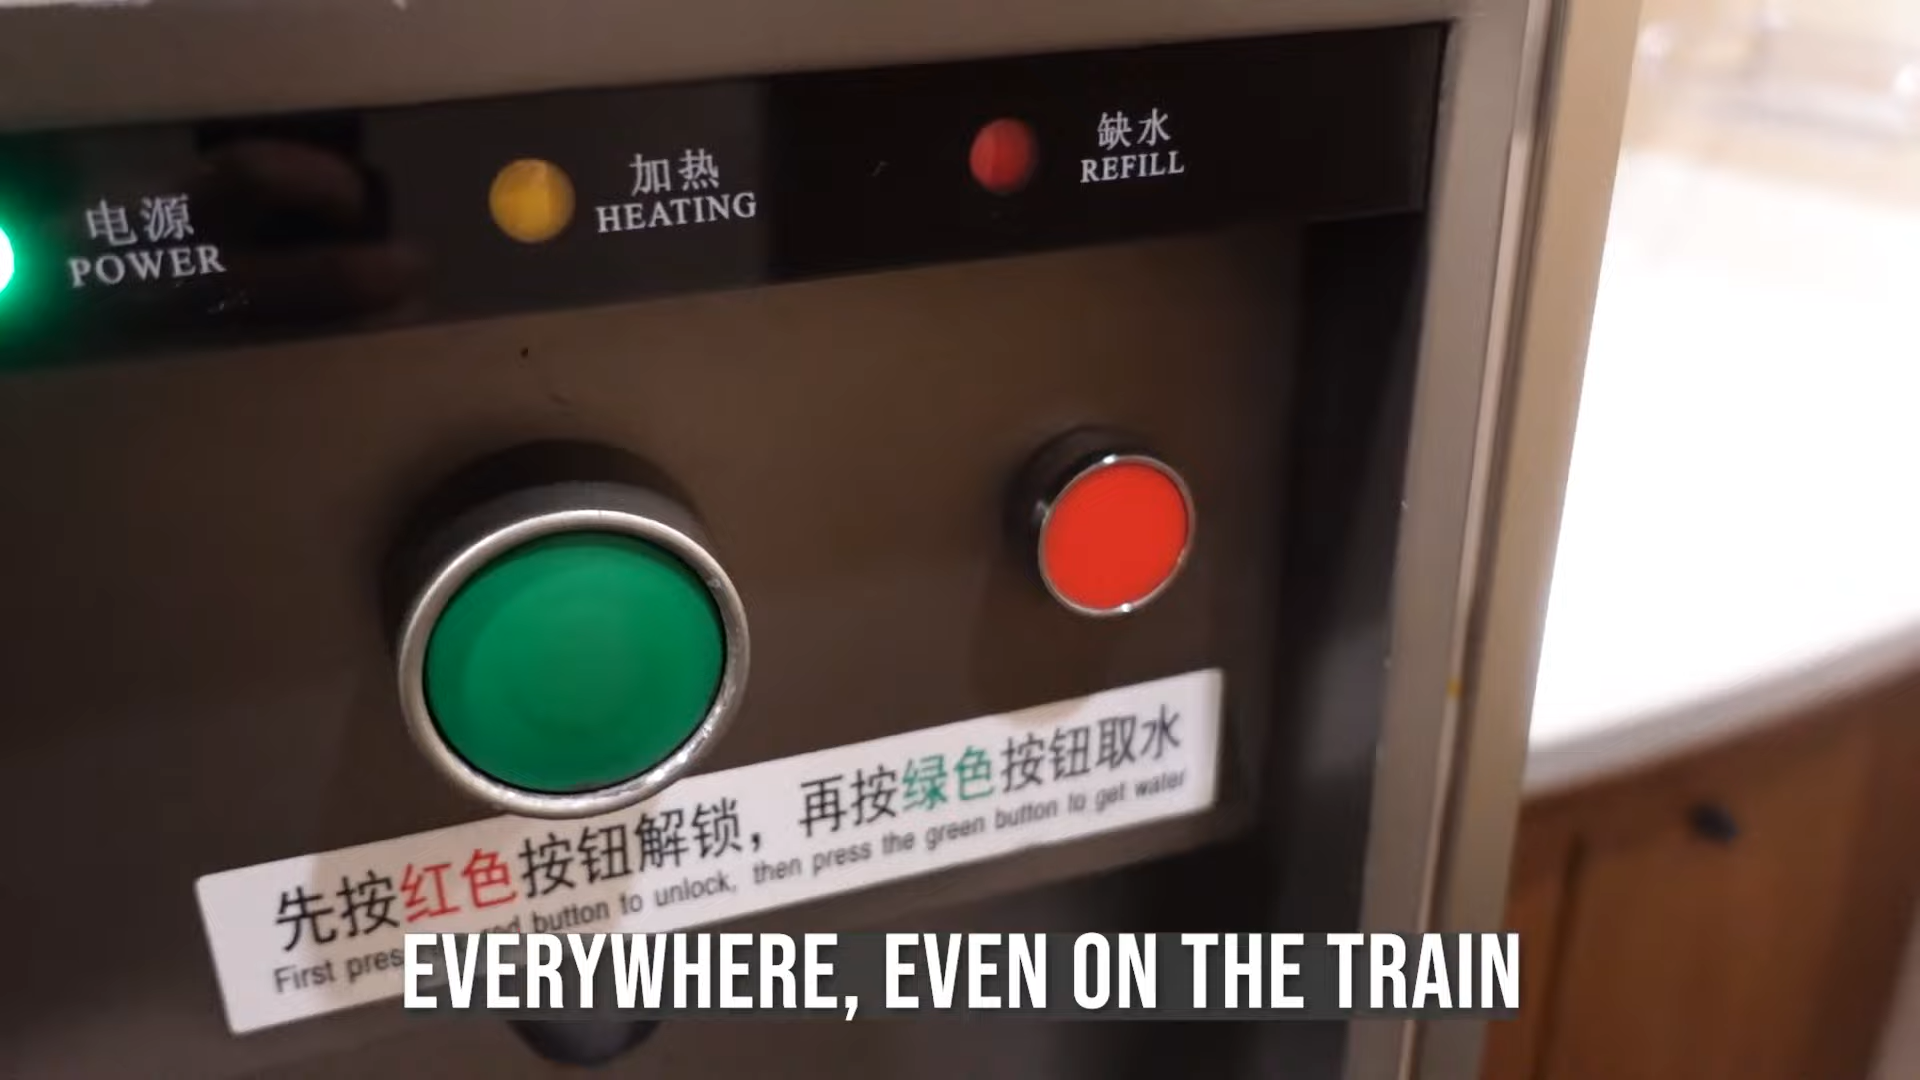 电源
POWER
加热
HEATING
缺水
REFILL
先按红色按钮解锁，再按绿色按钮取水
First press red button to unlock, then press the green button to get water
EVERYWHERE, EVEN ON THE TRAIN